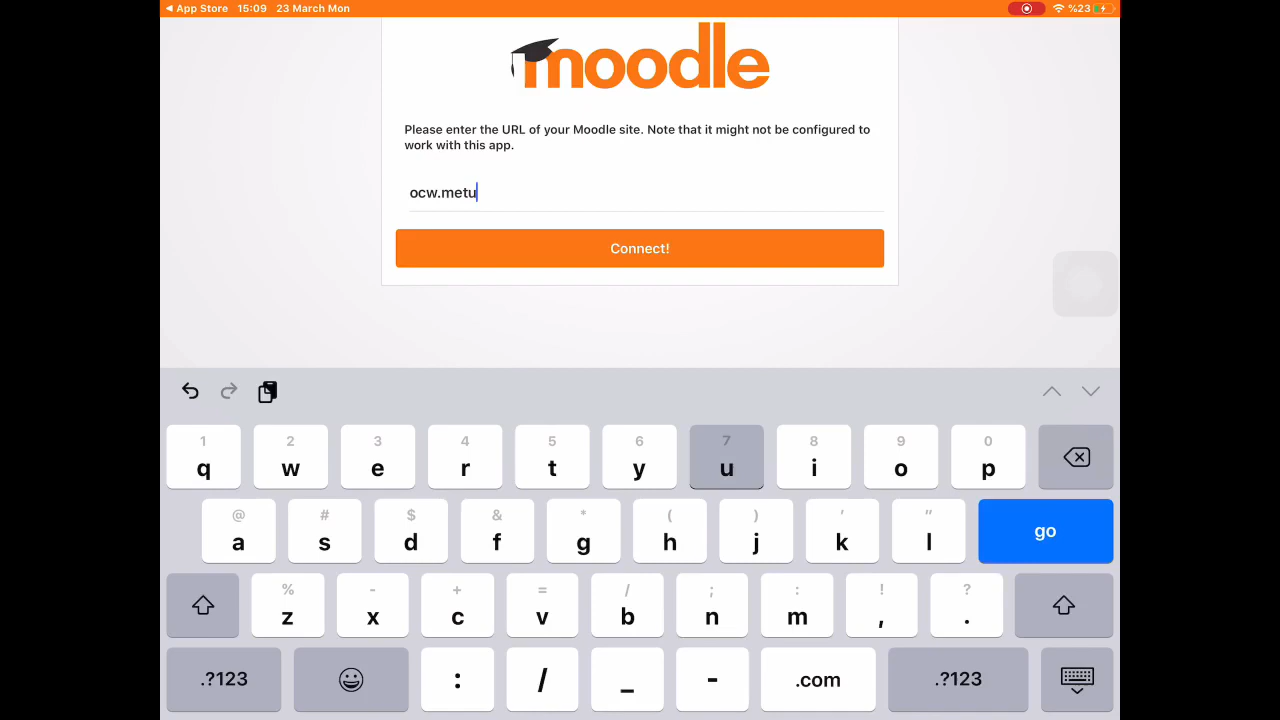 App Store 15:09 23 March Mon %23
moodle
Please enter the URL of your Moodle site. Note that it might not be configured to
work with this app.
ocw.metu
Connect!
1 2 3 4 5 6 7 8 9 0
q w e r t y u i o p
@ # $ & * ( ) ' "
a s d f g h j k l go
% - + = / ; : ! ?
z x c v b n m , .
.?123 : / _ - .com .?123